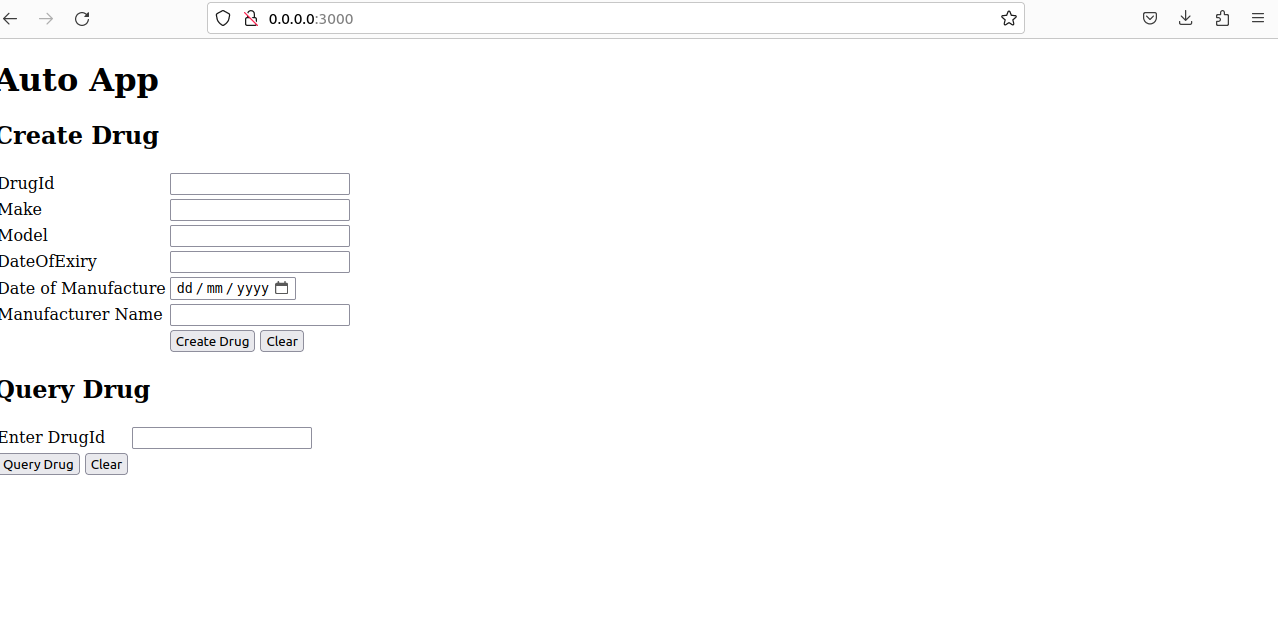 0.0.0.0:3000
Auto App
Create Drug
DrugId
Make
Model
DateOfExiry
Date of Manufacture dd / mm / yyyy
Manufacturer Name
Create Drug Clear
Query Drug
Enter DrugId
Query Drug Clear